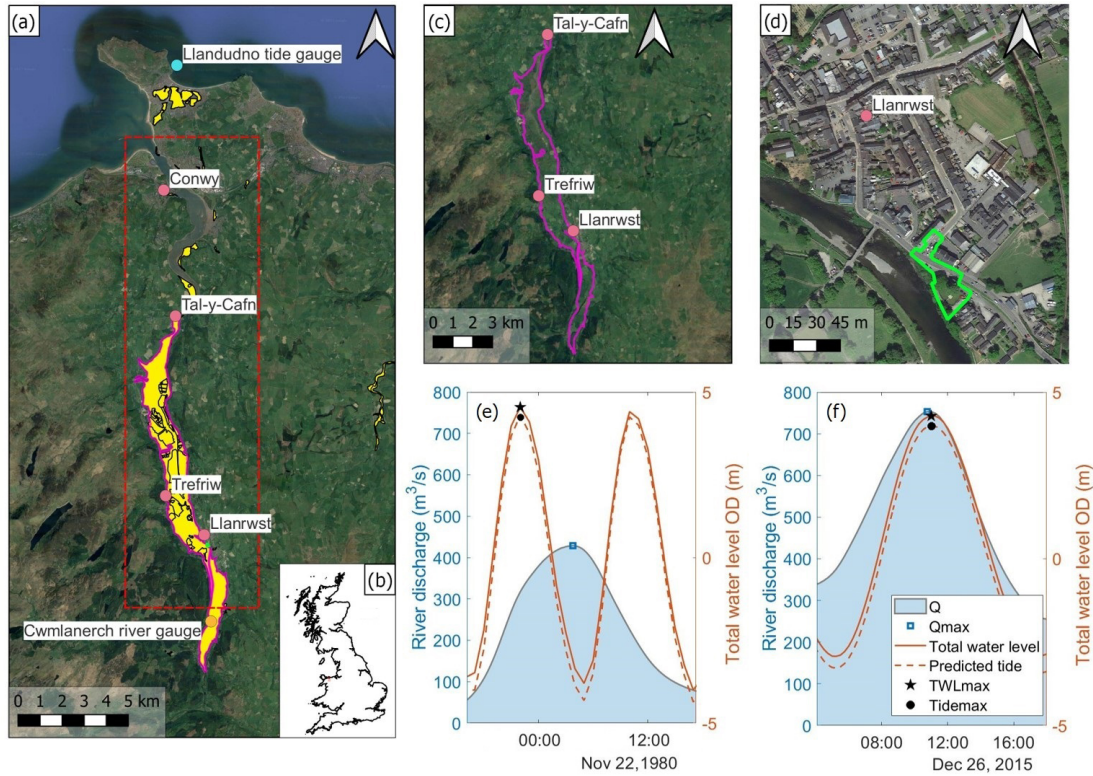 (a)
Llandudno tide gauge
Conwy
Tal-y-Cafn
Trefriw
Llanrwst
Cwmlanerch river gauge
0 1 2 3 4 5 km
(b)
(c)
Tal-y-Cafn
Trefriw
Llanrwst
0 1 2 3 km
(d)
Llanrwst
0 15 30 45 m
(e)
River discharge (m³/s)
800
700
600
500
400
300
200
100
0
5
0
-5
Total water level OD (m)
00:00 12:00
Nov 22,1980
(f)
River discharge (m³/s)
800
700
600
500
400
300
200
100
0
5
0
-5
Total water level OD (m)
Q
Qmax
Total water level
Predicted tide
TWLmax
Tidemax
08:00 12:00 16:00
Dec 26, 2015